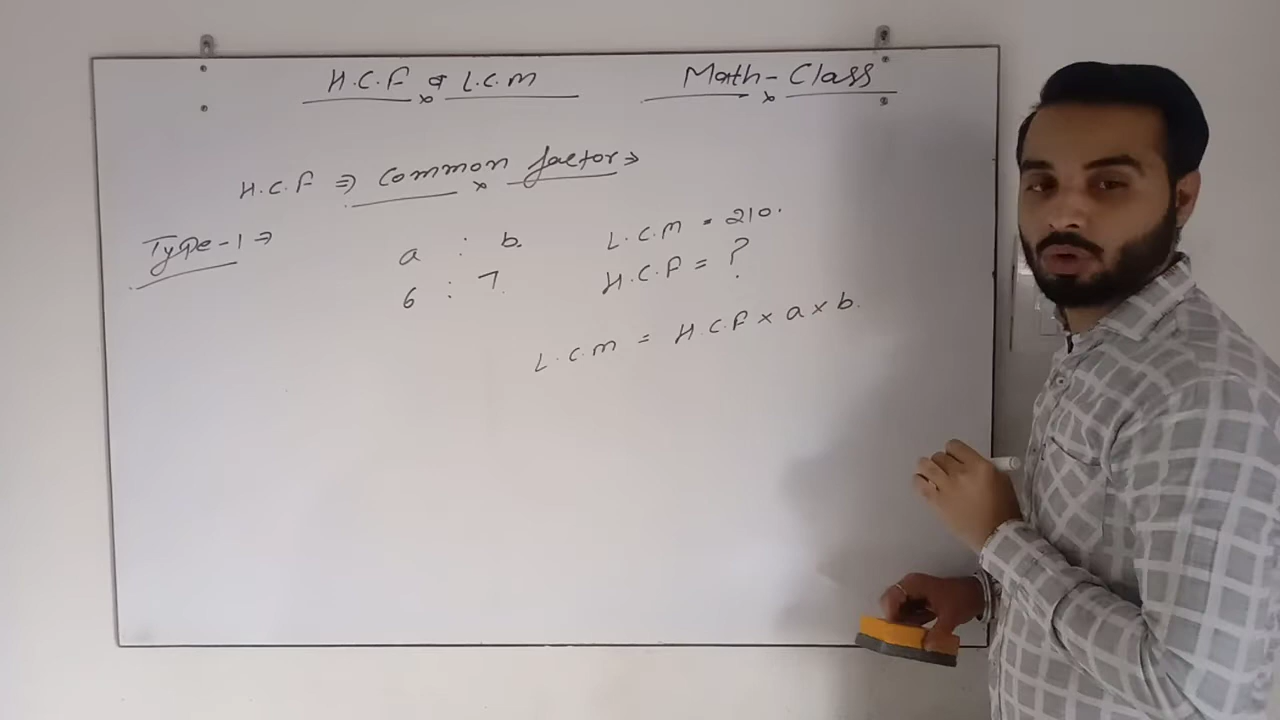 H.C.F & L.C.M
Math-Class
H.C.F ⇒ Common factor ⇒
Type-1 ⇒
a : b.
6 : 7.
L.C.M = 210.
H.C.F = ?
L.C.M = H.C.F × a × b.